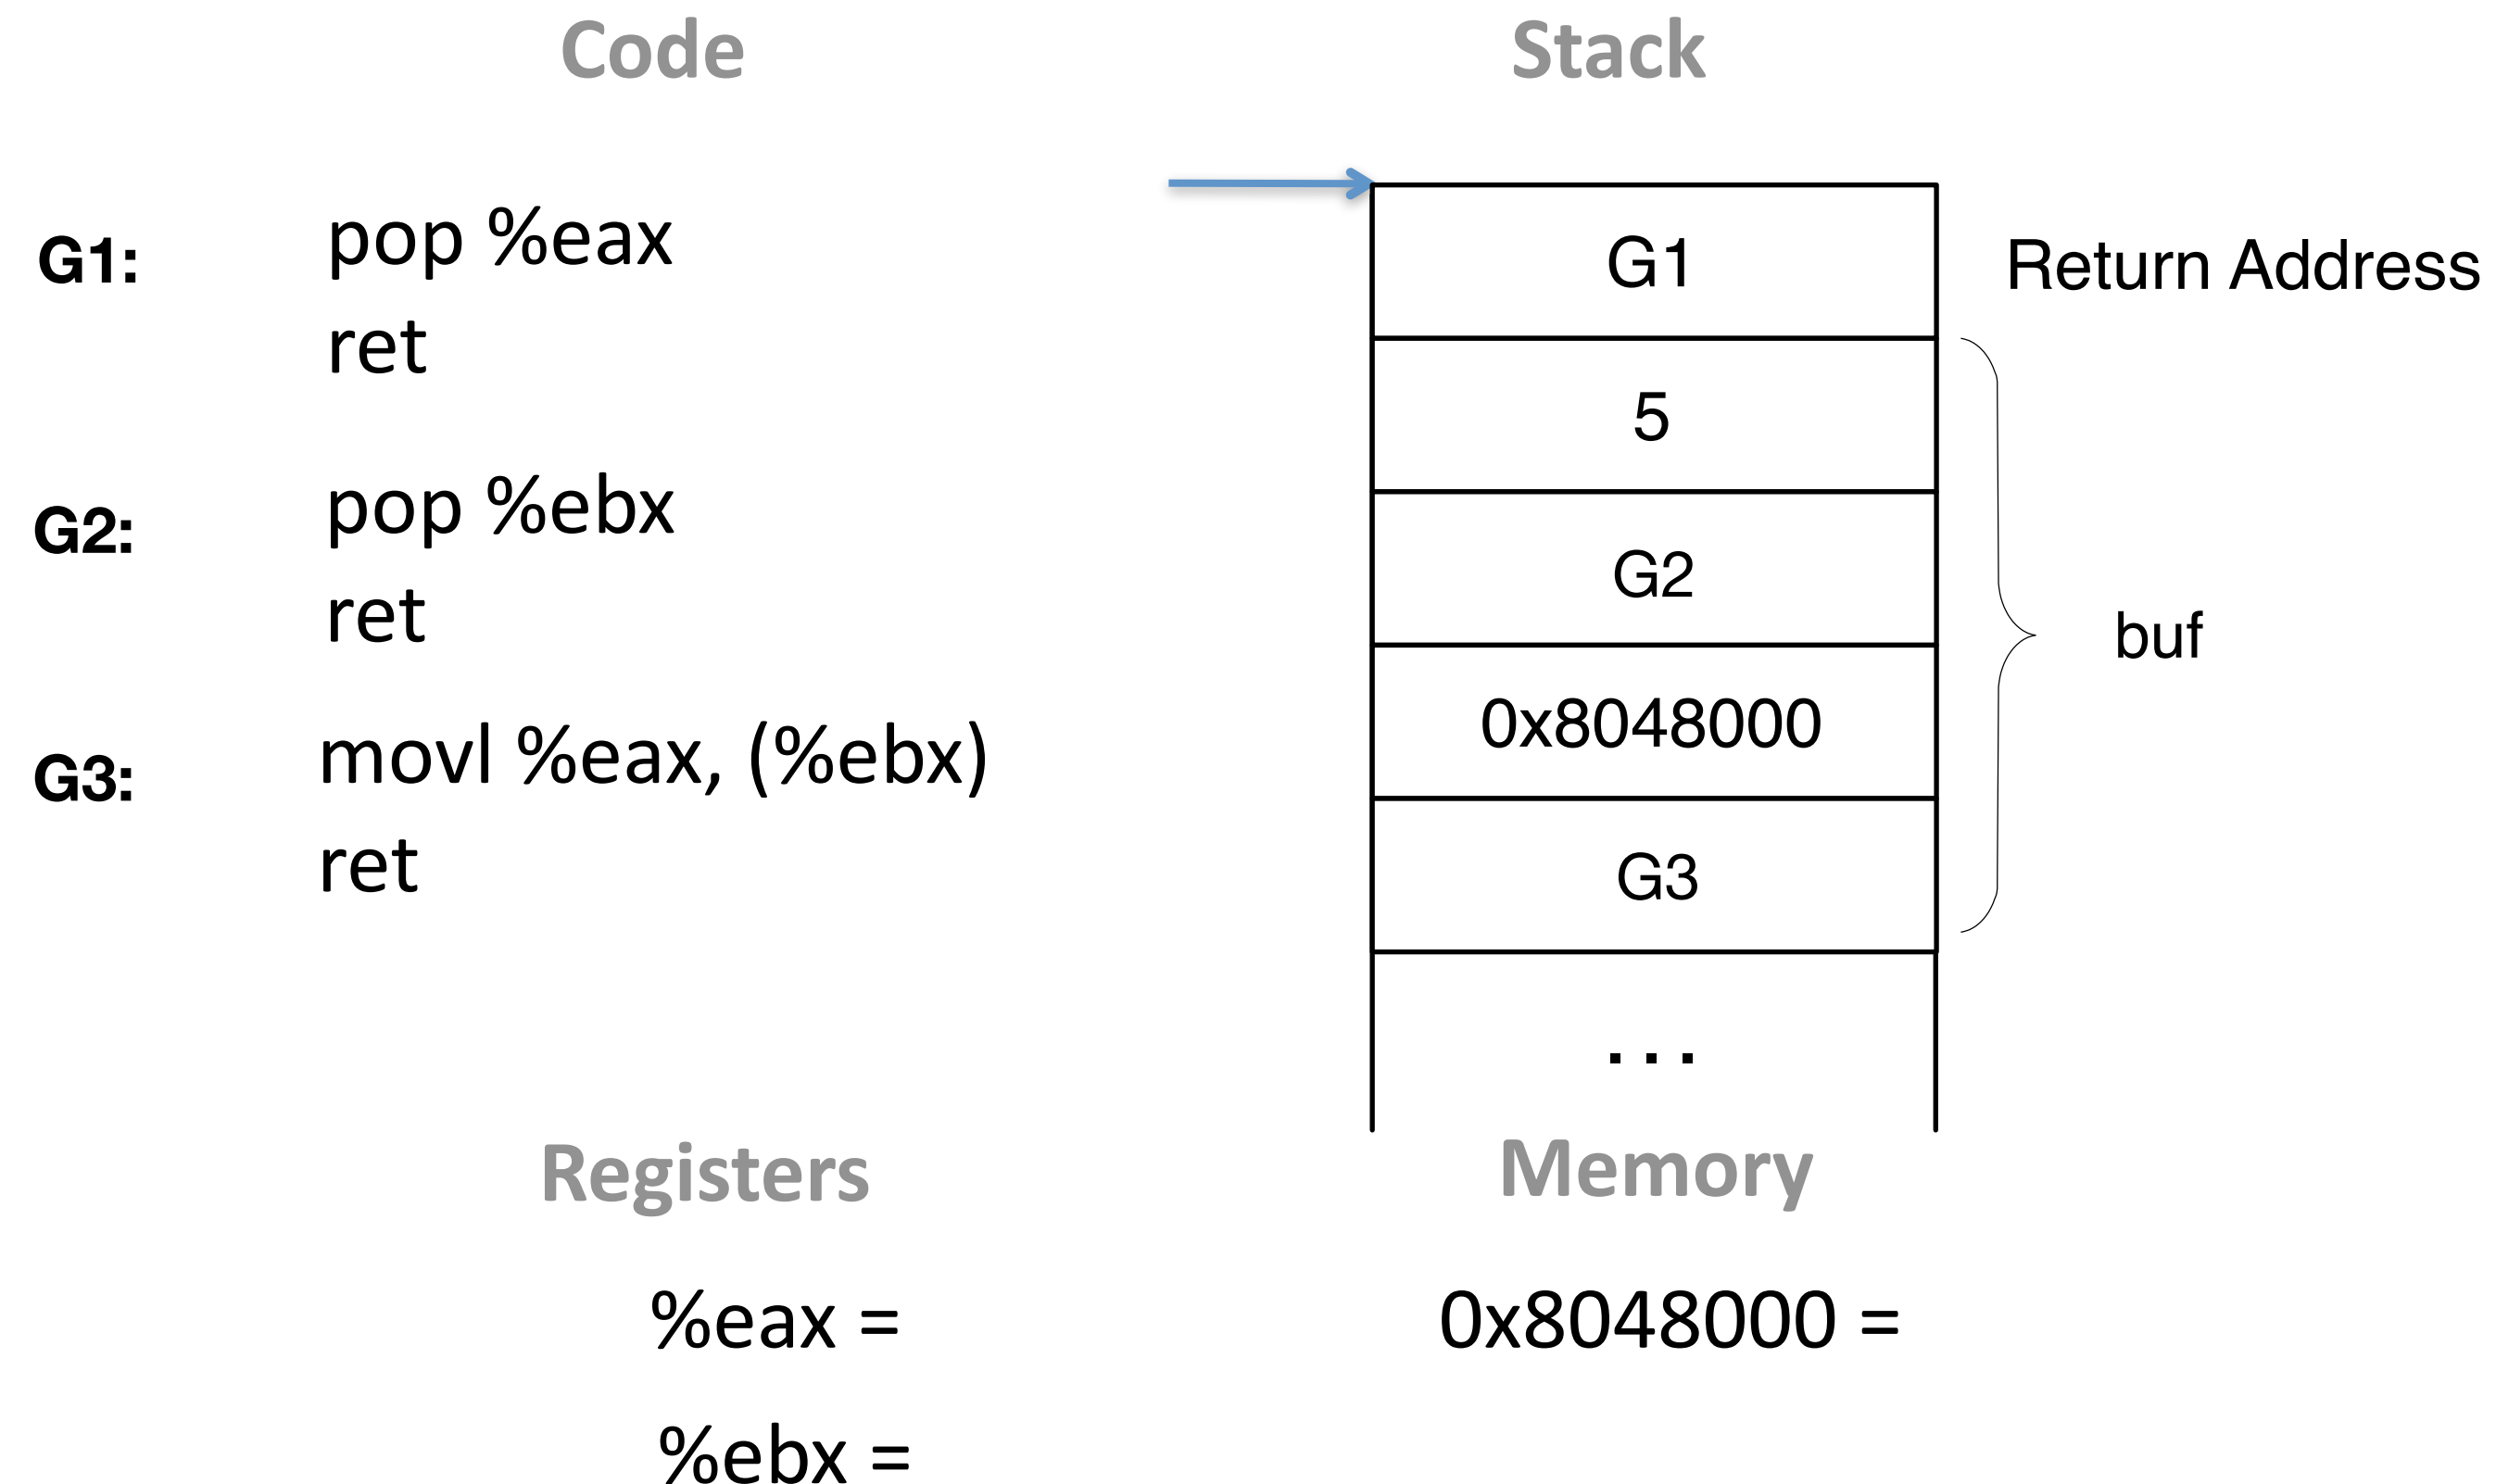 Code
G1:
pop %eax
ret
G2:
pop %ebx
ret
G3:
movl %eax, (%ebx)
ret
Stack
G1
Return Address
5
G2
0x8048000
G3
buf
...
Registers
%eax =
%ebx =
Memory
0x8048000 =